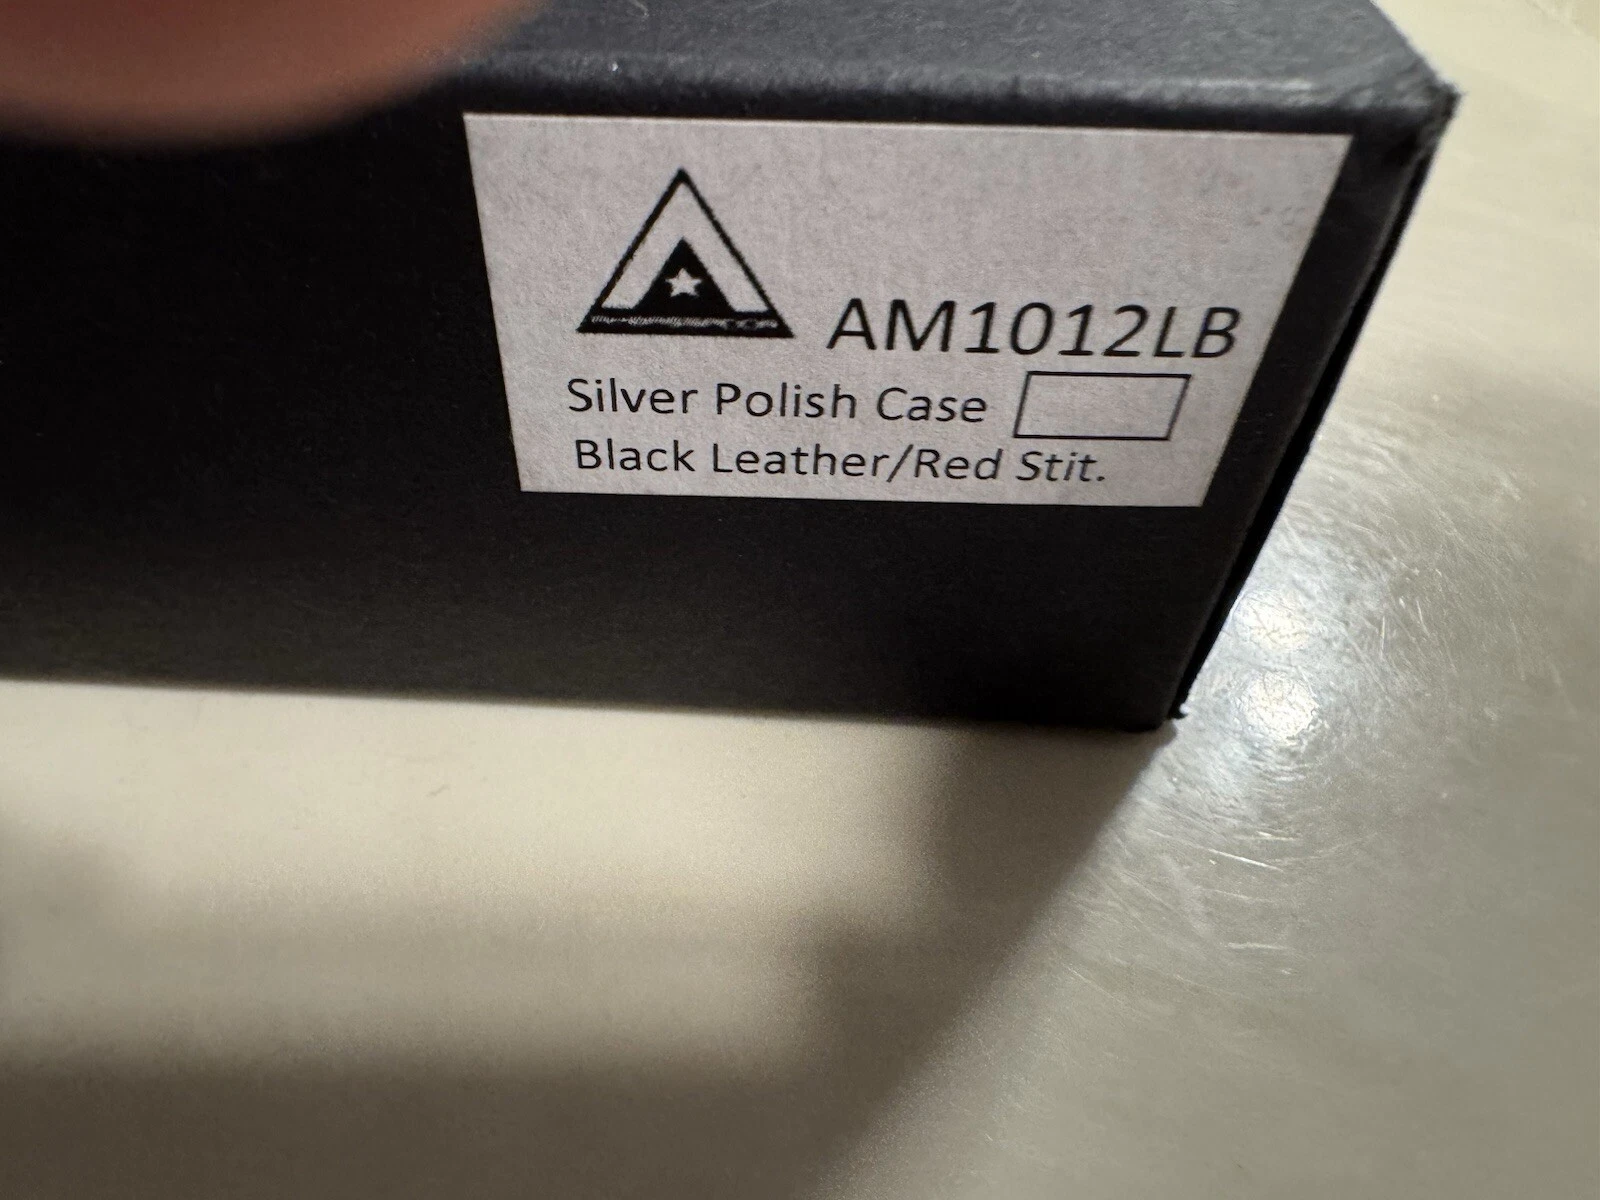 AM1012LB
Silver Polish Case
Black Leather/Red Stit.